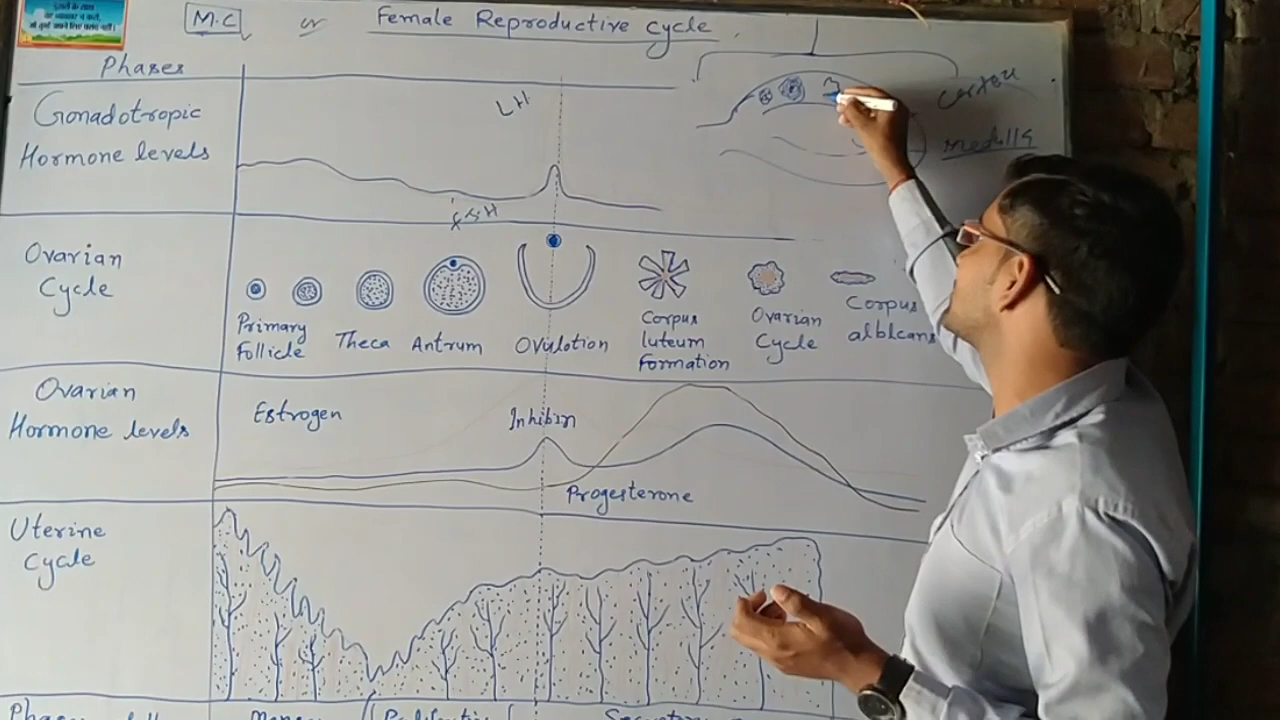 M.C or Female Reproductive cycle
Phases
Gonadotropic
Hormone levels
LH
FSH
Cortex
Medulla
Ovarian
Cycle
Primary
follicle
Theca
Antrum
Ovulation
Corpus
luteum
formation
Ovarian
Cycle
Corpus
albicans
Ovarian
Hormone levels
Estrogen
Inhibin
Progesterone
Uterine
Cycle